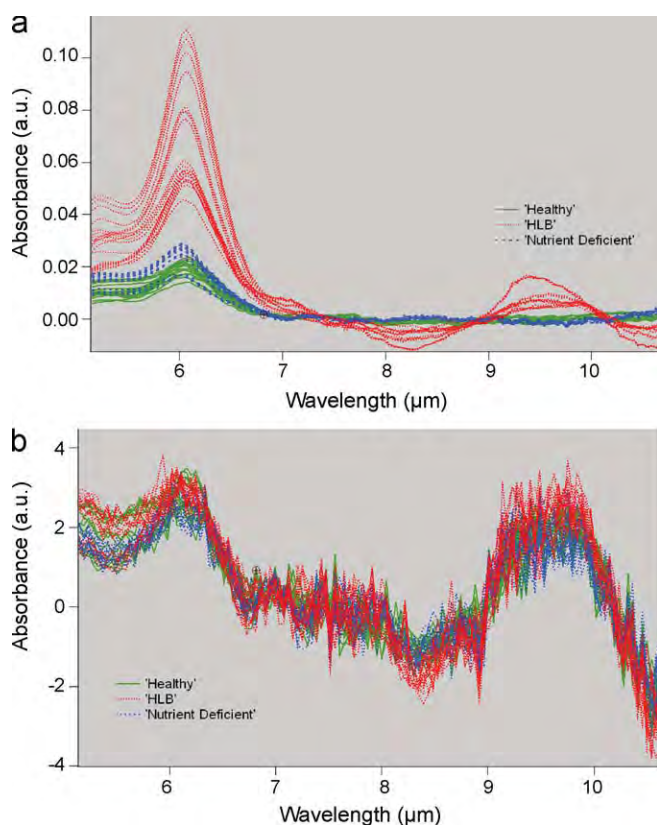 a
0.10
0.08
0.06
0.04
0.02
0.00
Absorbance (a.u.)
'Healthy'
'HLB'
'Nutrient Deficient'
6 7 8 9 10
Wavelength (µm)
b
4
2
0
-2
-4
Absorbance (a.u.)
'Healthy'
'HLB'
'Nutrient Deficient'
6 7 8 9 10
Wavelength (µm)